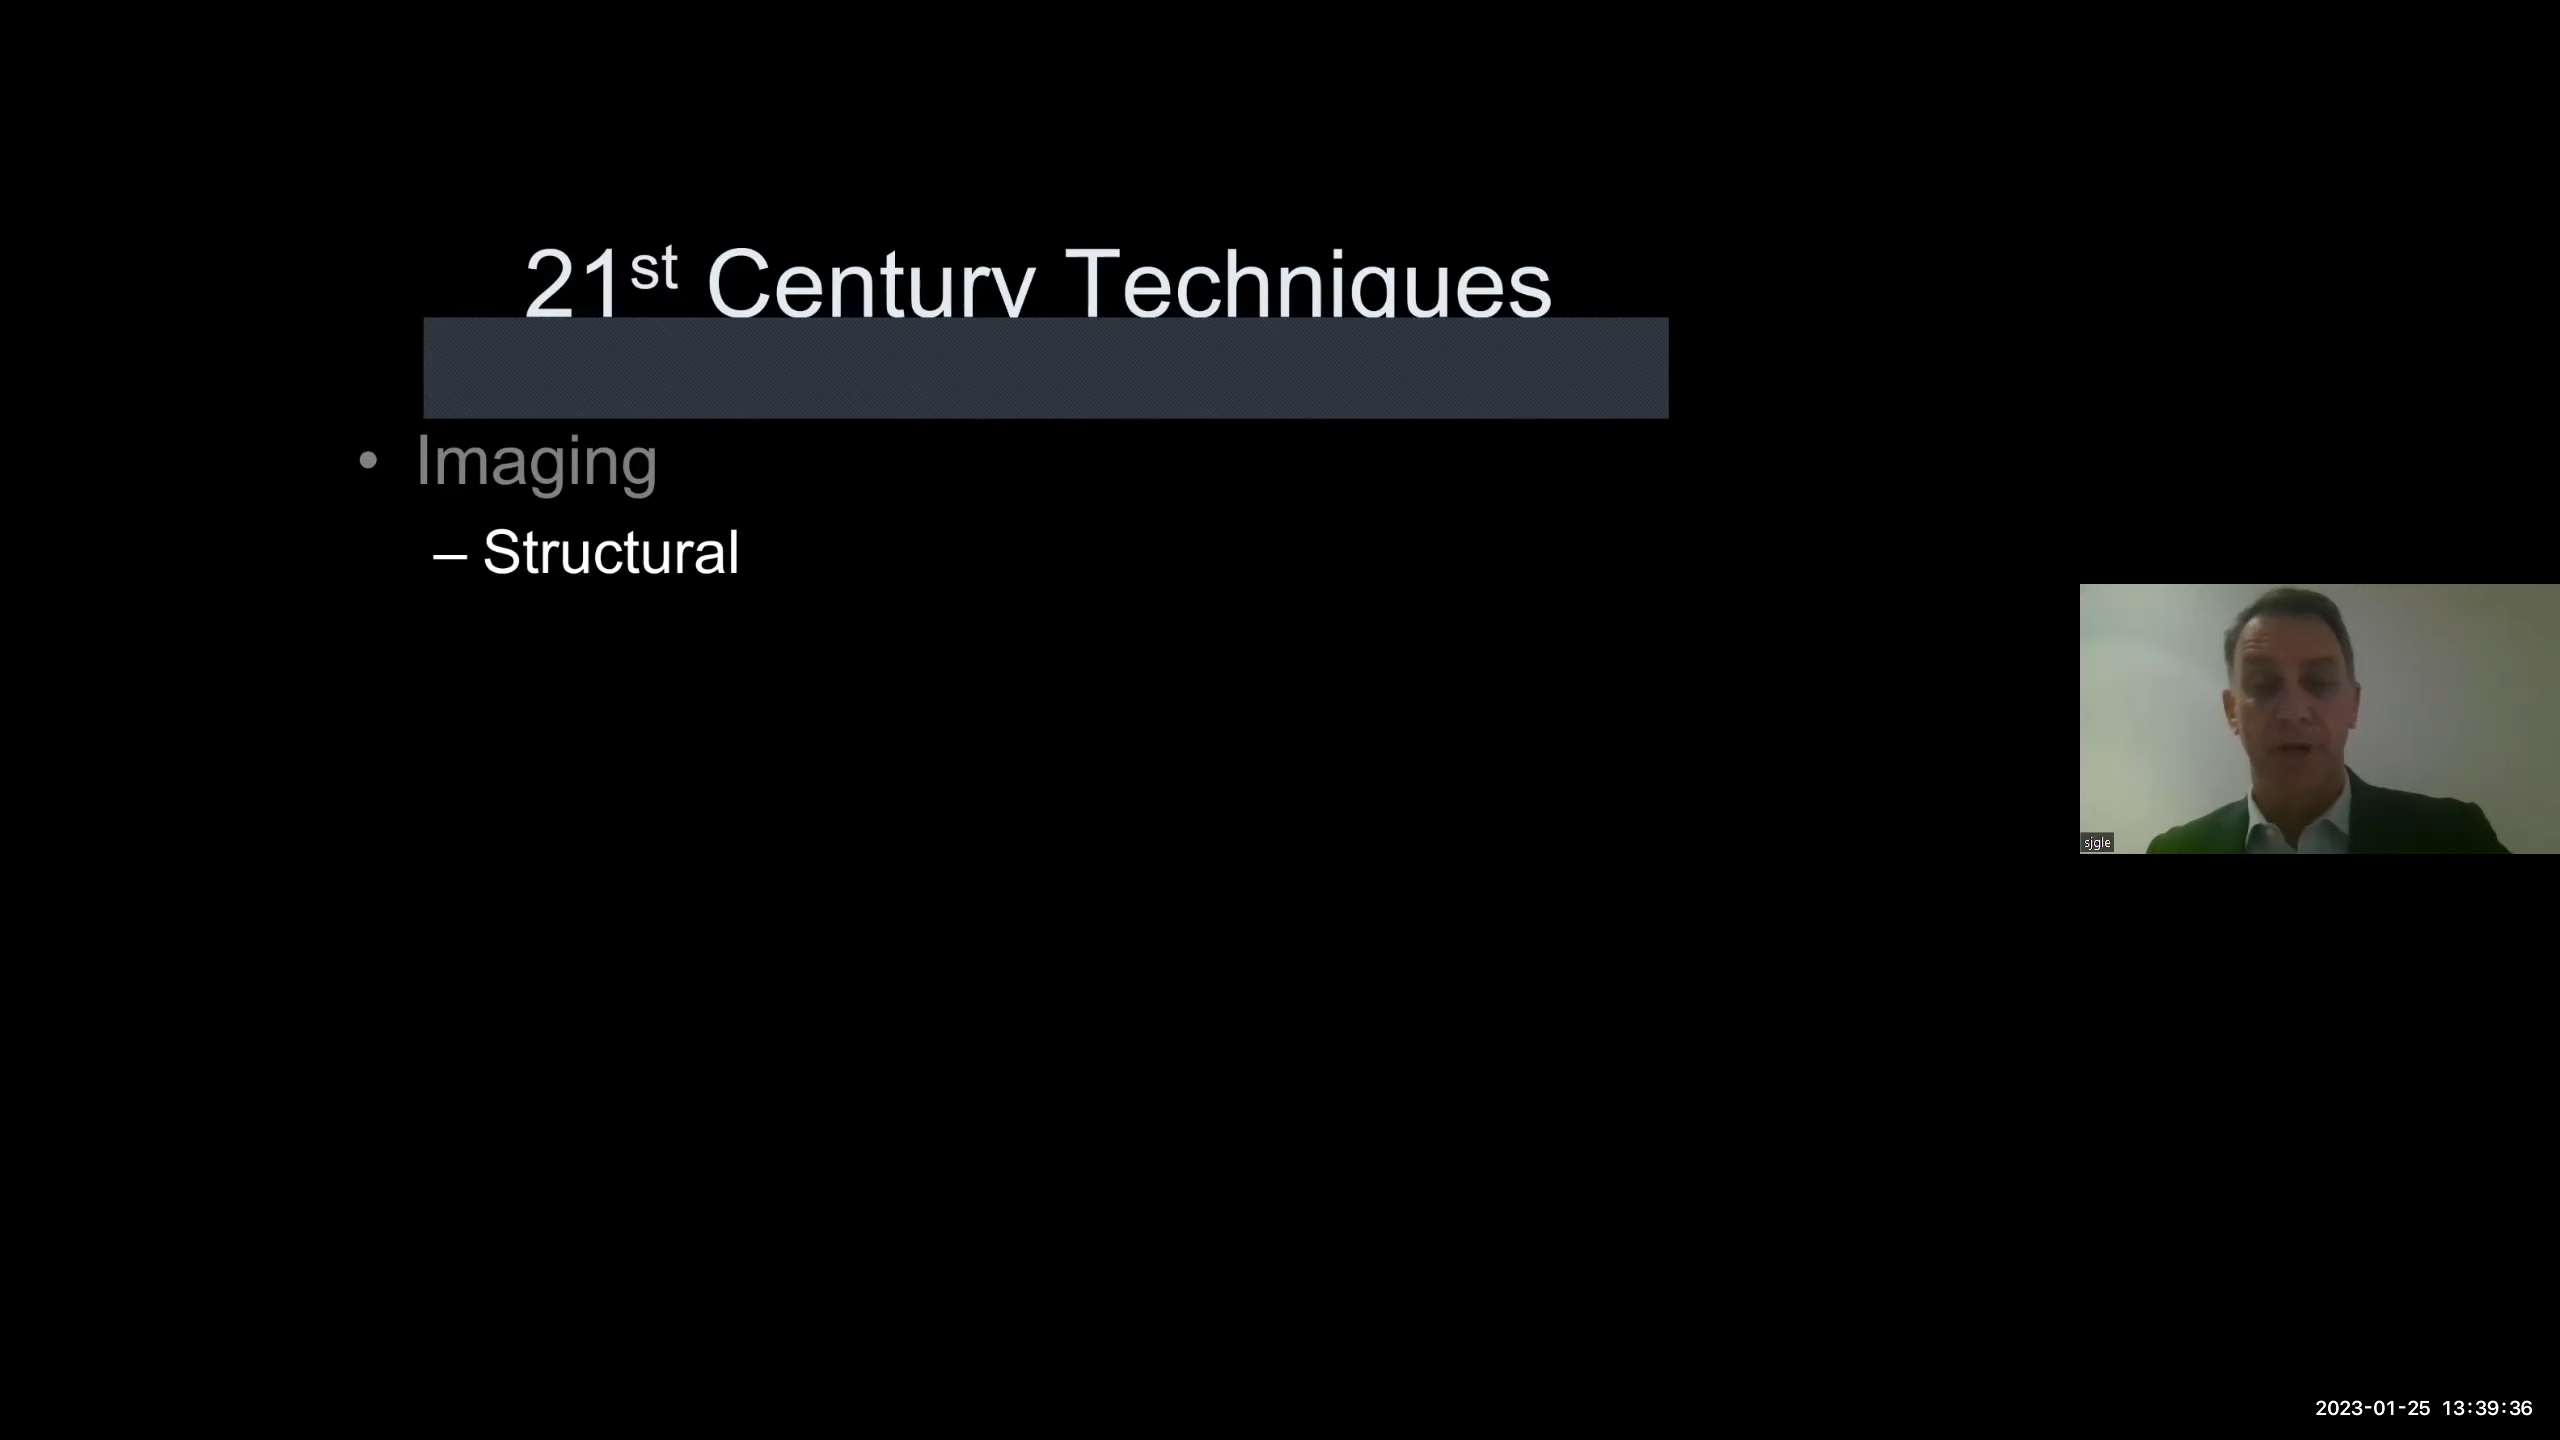 21st Century Techniques
• Imaging
– Structural
sjgle
2023-01-25 13:39:36